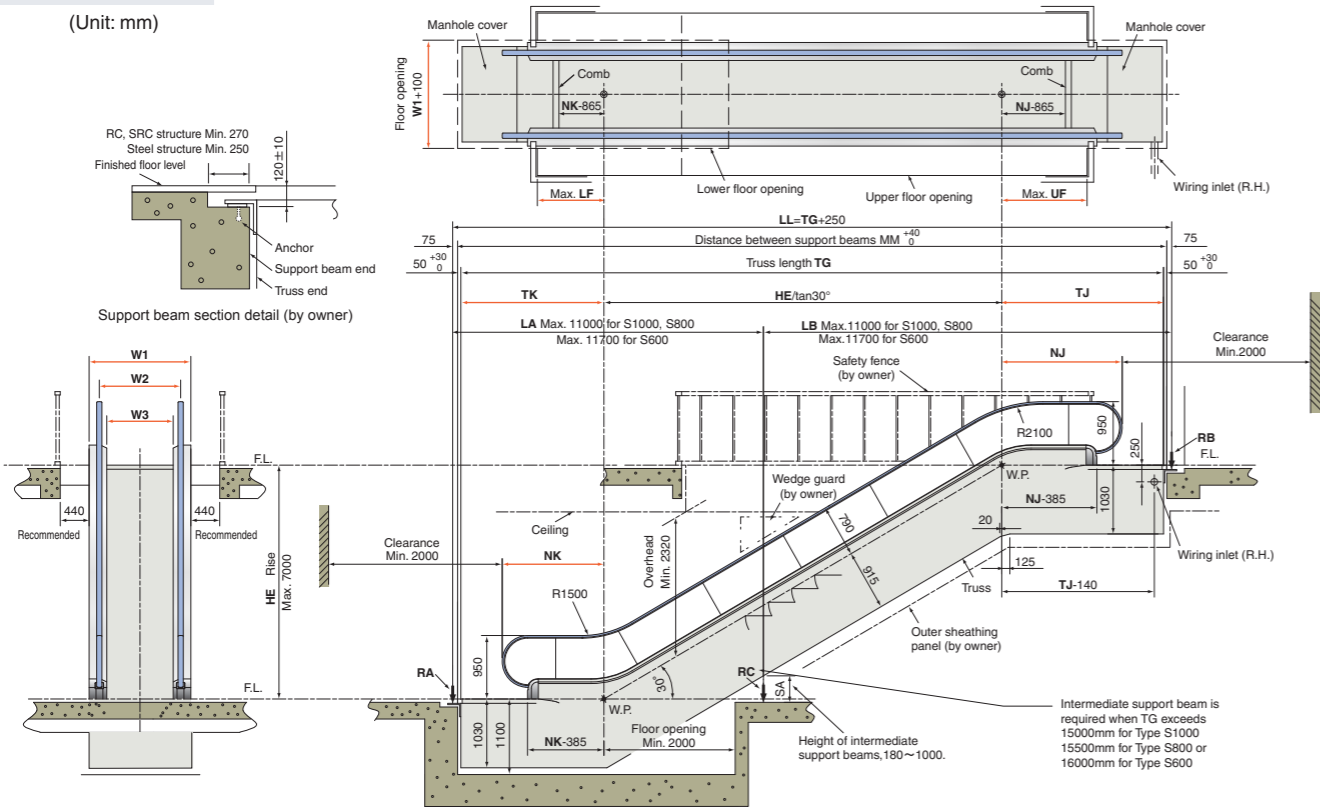 (Unit: mm)
Manhole cover
Manhole cover
Floor opening
W1+100
Comb
Comb
NK-865
NJ-865
Wiring inlet (R.H.)
Lower floor opening
Upper floor opening
Max. LF
Max. UF
RC, SRC structure Min. 270
Steel structure Min. 250
Finished floor level
120±10
Anchor
Support beam end
Truss end
Support beam section detail (by owner)
LL=TG+250
75
Distance between support beams MM +40 0
75
50 +30 0
Truss length TG
50 +30 0
TK
HE/tan30°
TJ
LA Max. 11000 for S1000, S800
Max. 11700 for S600
LB Max.11000 for S1000, S800
Max.11700 for S600
NJ
Clearance
Min.2000
Safety fence
(by owner)
W1
W2
W3
F.L.
440
Recommended
440
Recommended
HE Rise
Max. 7000
F.L.
Clearance
Min. 2000
NK
Ceiling
Overhead
Min. 2320
Wedge guard
(by owner)
R2100
950
250
RB
F.L.
W.P.
NJ-385
1030
790
915
20
125
Truss
TJ-140
Wiring inlet (R.H.)
Outer sheathing
panel (by owner)
R1500
950
RA
30°
RC
SA
W.P.
1030
1100
NK-385
Floor opening
Min. 2000
Height of intermediate
support beams,180~1000.
Intermediate support beam is
required when TG exceeds
15000mm for Type S1000
15500mm for Type S800 or
16000mm for Type S600